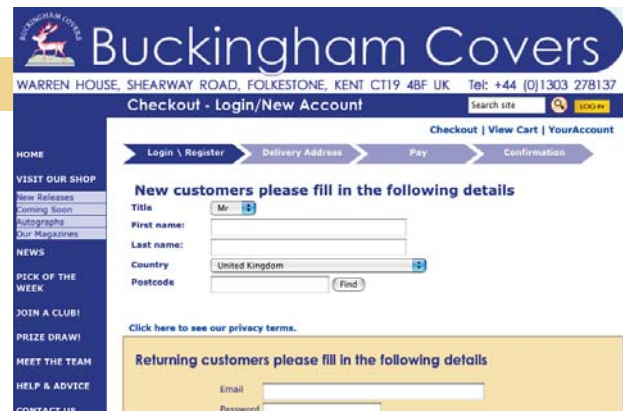 BUCKINGHAM COVERS
Buckingham Covers
WARREN HOUSE, SHEARWAY ROAD, FOLKESTONE, KENT CT19 4BF UK Tel: +44 (0)1303 278137
Checkout - Login/New Account
Search site
LOG IN
Checkout | View Cart | YourAccount
HOME
VISIT OUR SHOP
New Releases
Coming Soon
Autographs
Our Magazines
NEWS
PICK OF THE
WEEK
JOIN A CLUB!
PRIZE DRAW!
MEET THE TEAM
HELP & ADVICE
CONTACT US
Login \ Register Delivery Address Pay Confirmation
New customers please fill in the following details
Title Mr
First name:
Last name:
Country United Kingdom
Postcode Find
Click here to see our privacy terms.
Returning customers please fill in the following details
Email
Password